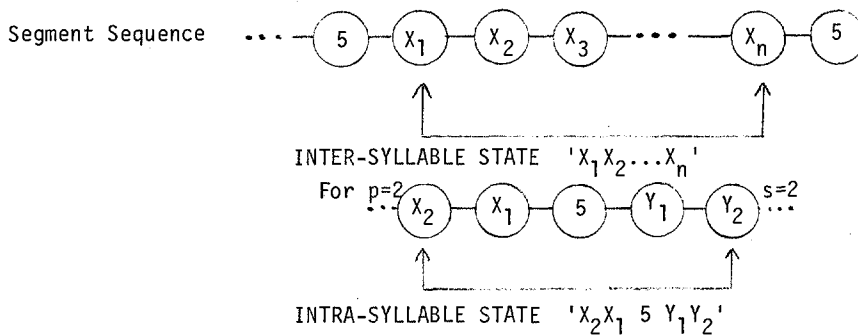 Segment Sequence ... 5 X1 X2 X3 ... Xn 5
INTER-SYLLABLE STATE 'X1X2...Xn'
For p=2 s=2
... X2 X1 5 Y1 Y2 ...
INTRA-SYLLABLE STATE 'X2X1 5 Y1Y2'